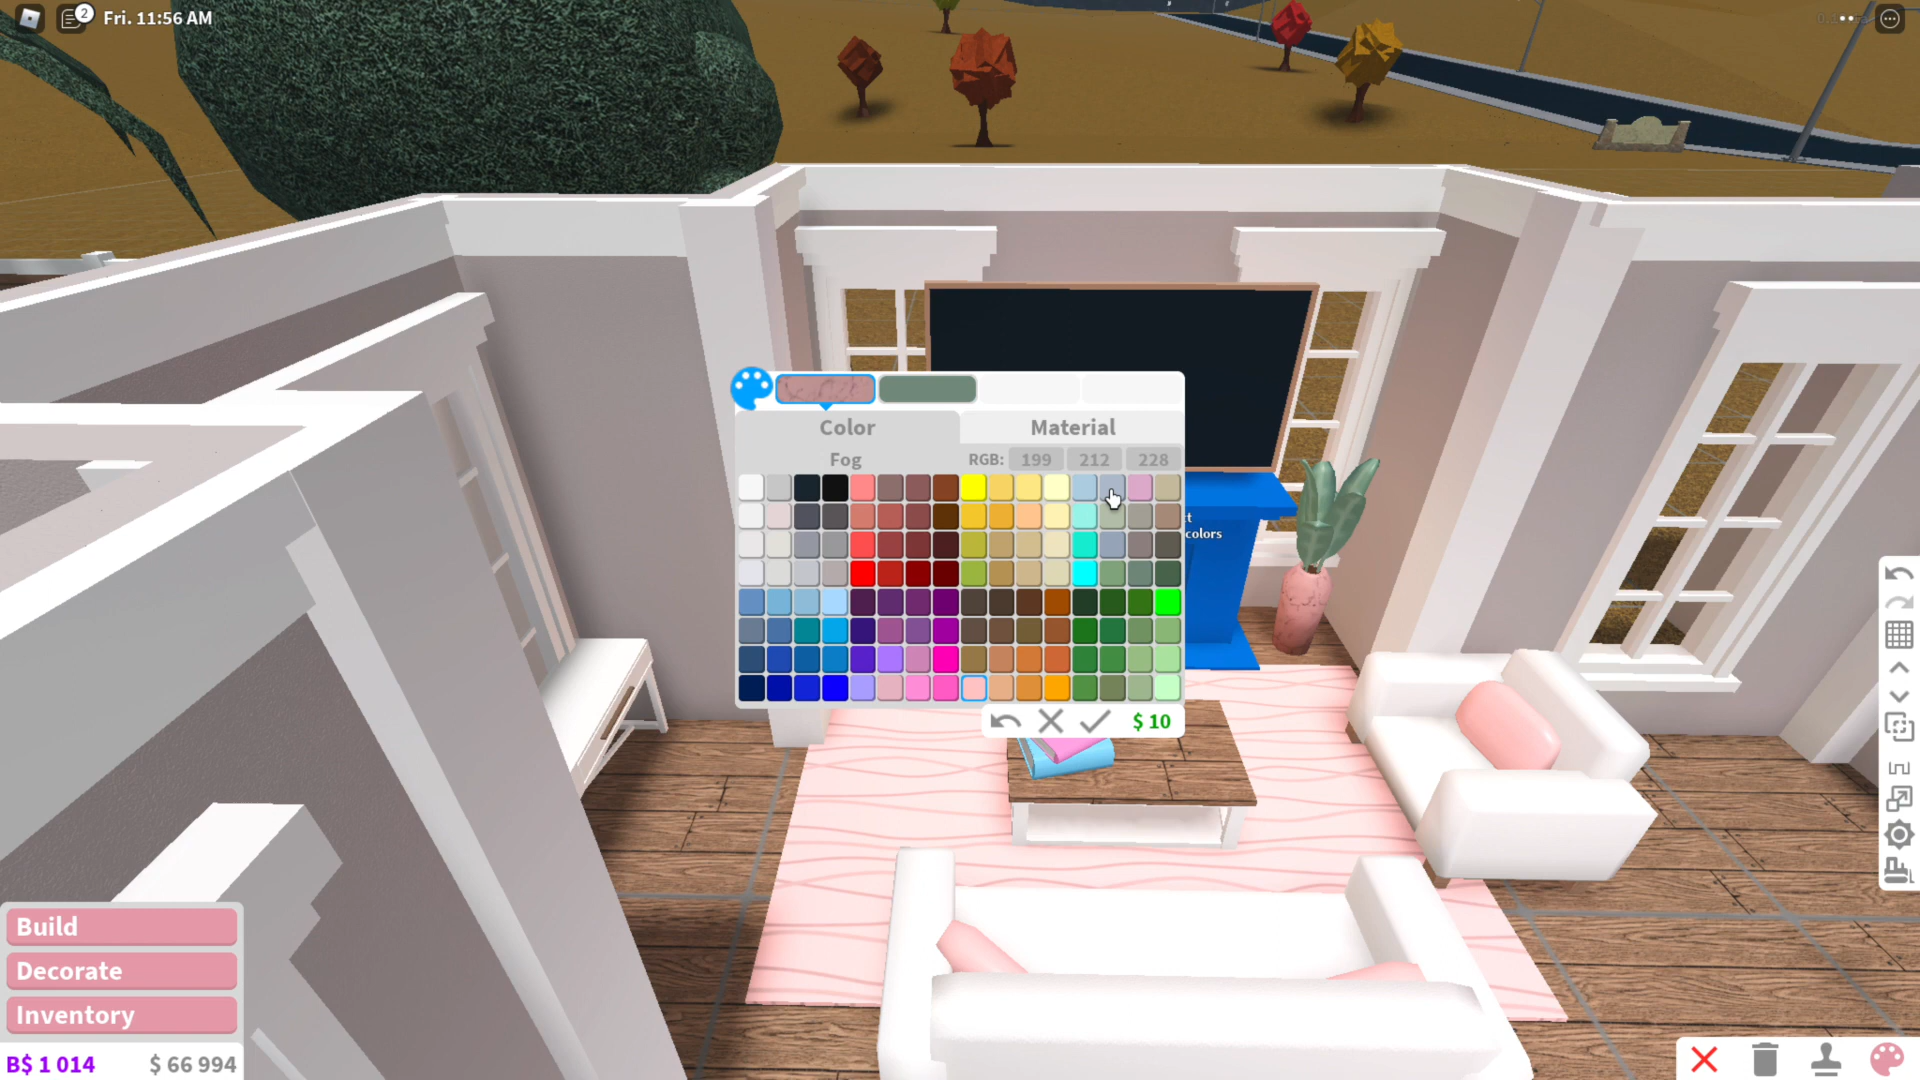 2
Fri. 11:56 AM
Color
Material
Fog
RGB: 199 212 228
colors
$ 10
Build
Decorate
Inventory
B$ 1 014
$ 66 994